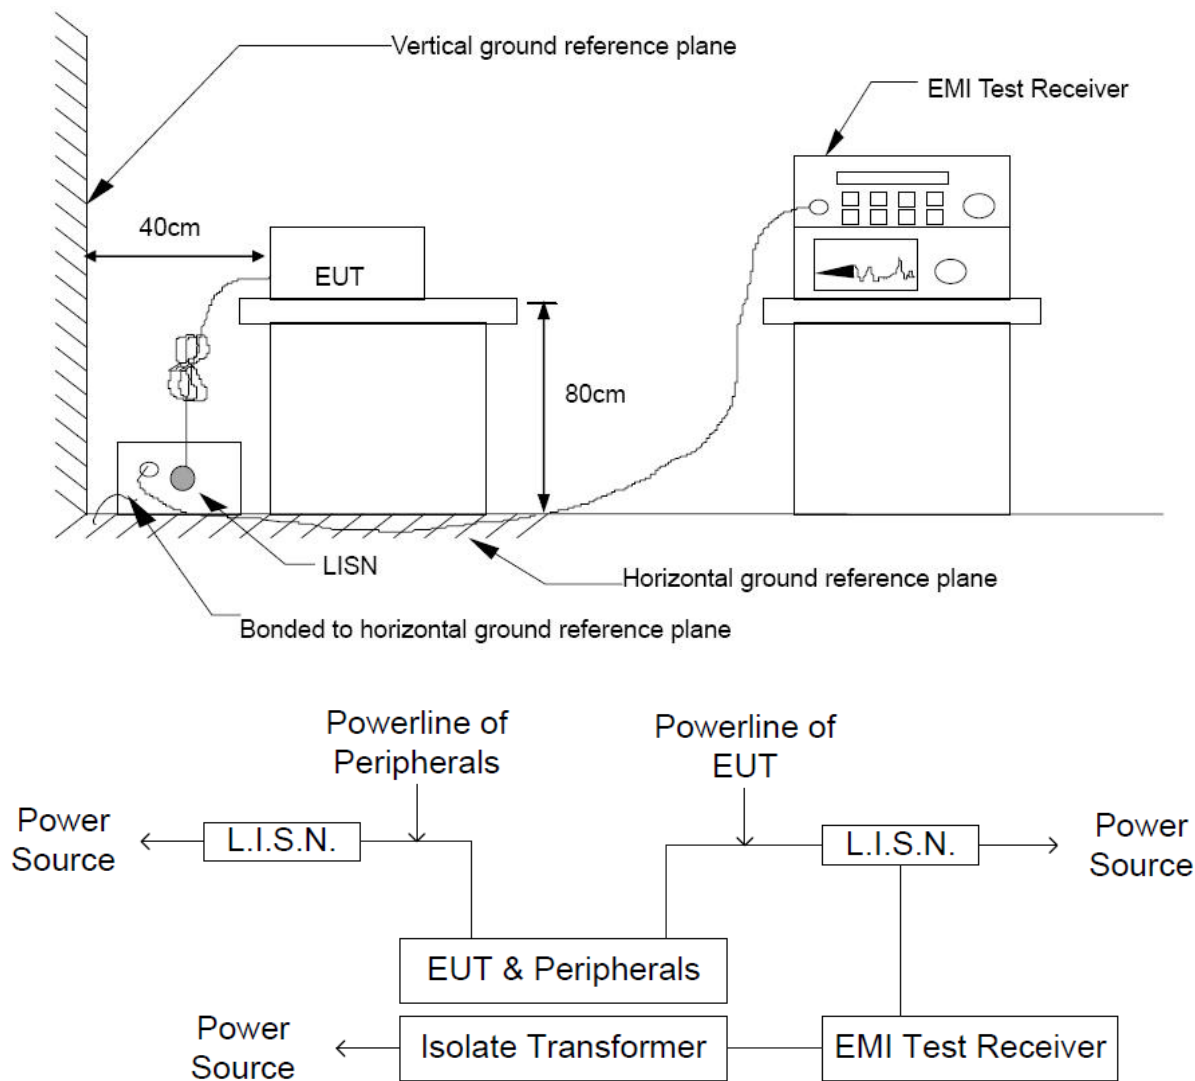 Vertical ground reference plane
EMI Test Receiver
40cm
EUT
80cm
LISN
Horizontal ground reference plane
Bonded to horizontal ground reference plane
Powerline of
Peripherals
Powerline of
EUT
Power
Source
L.I.S.N.
L.I.S.N.
Power
Source
EUT & Peripherals
Power
Source
Isolate Transformer
EMI Test Receiver